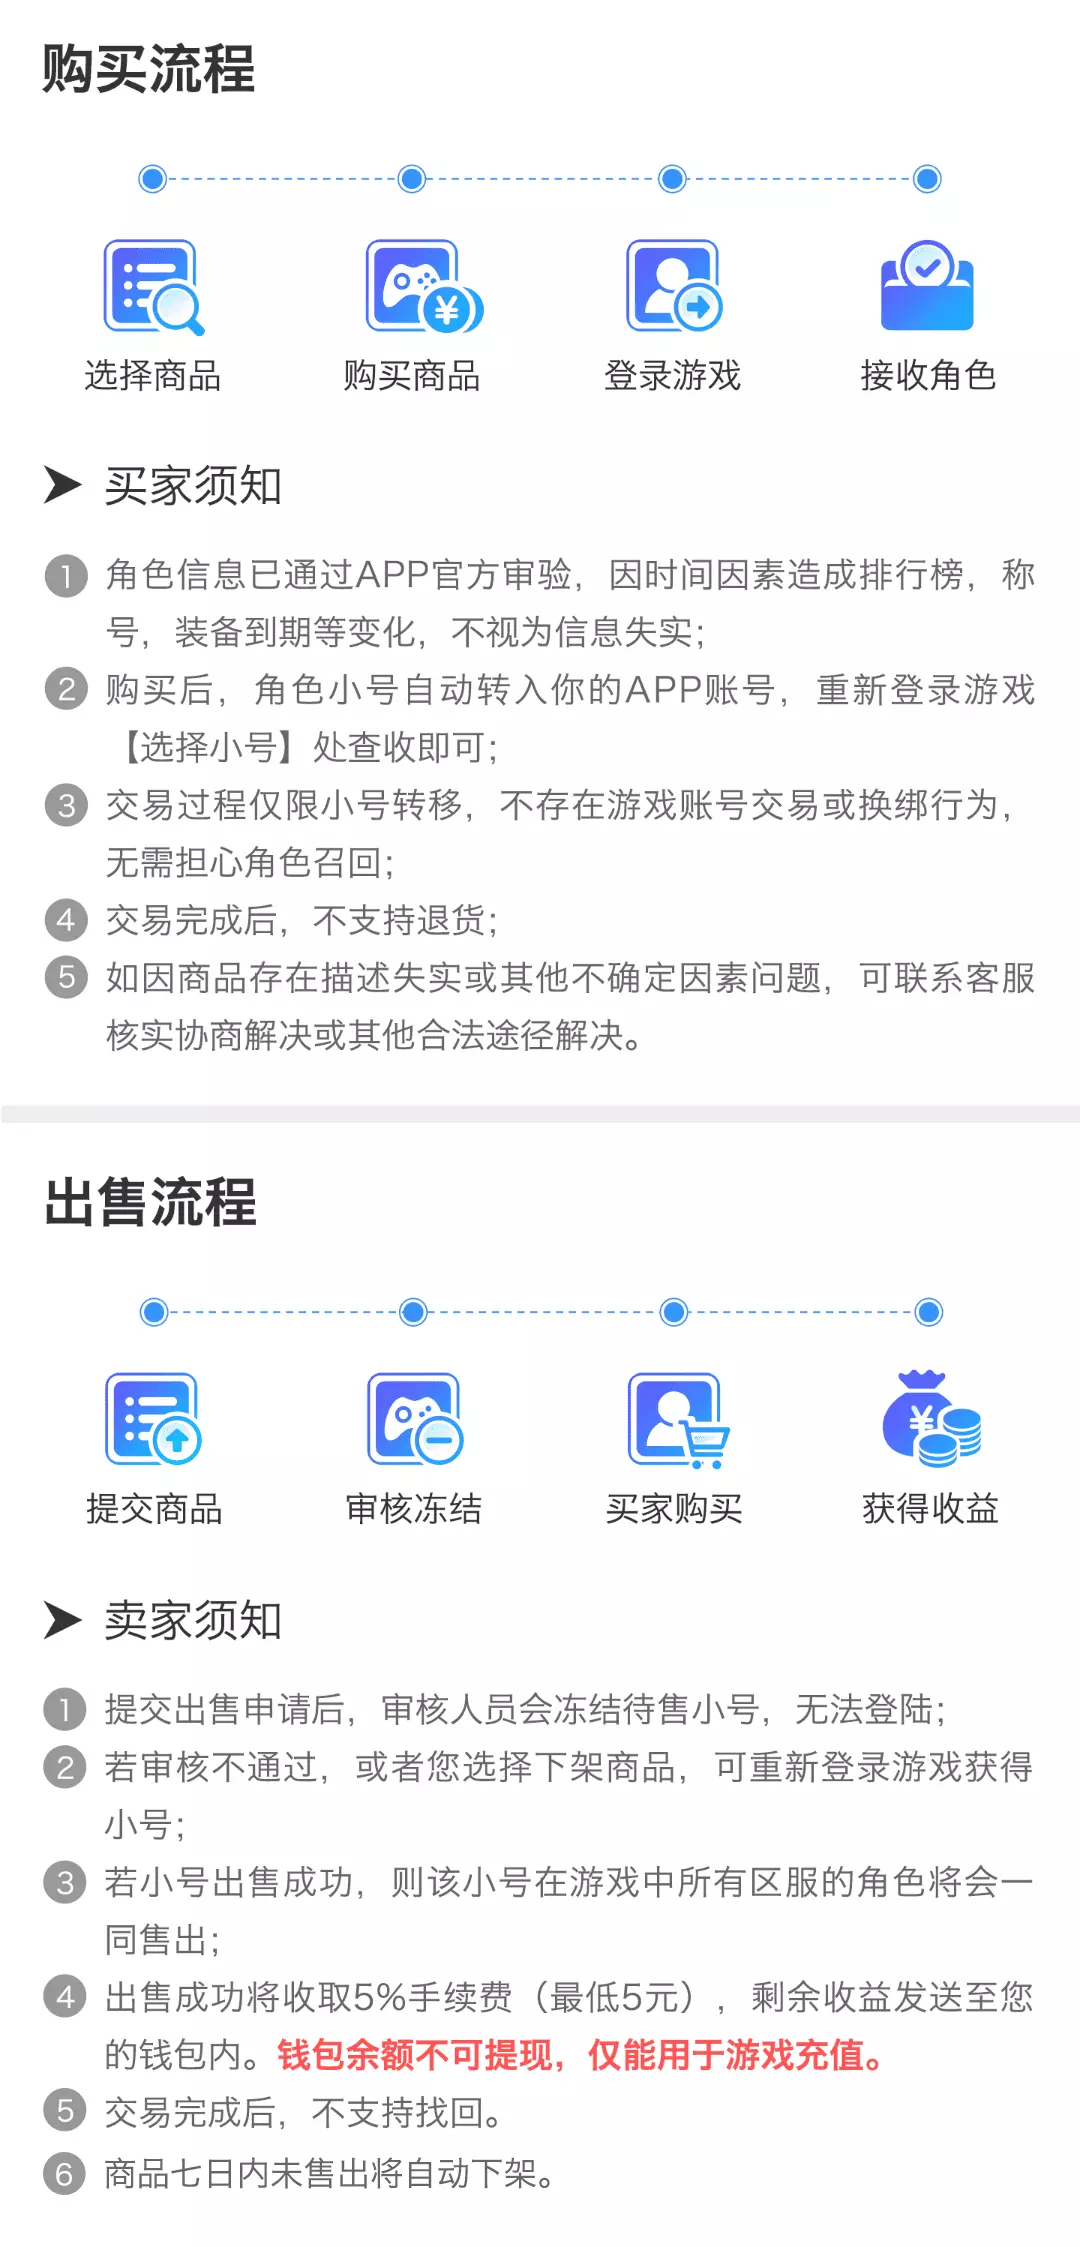 购买流程
选择商品 购买商品 登录游戏 接收角色
➤ 买家须知
1 角色信息已通过APP官方审验，因时间因素造成排行榜，称
号，装备到期等变化，不视为信息失实；
2 购买后，角色小号自动转入你的APP账号，重新登录游戏
【选择小号】处查收即可；
3 交易过程仅限小号转移，不存在游戏账号交易或换绑行为，
无需担心角色召回；
4 交易完成后，不支持退货；
5 如因商品存在描述失实或其他不确定因素问题，可联系客服
核实协商解决或其他合法途径解决。
出售流程
提交商品 审核冻结 买家购买 获得收益
➤ 卖家须知
1 提交出售申请后，审核人员会冻结待售小号，无法登陆；
2 若审核不通过，或者您选择下架商品，可重新登录游戏获得
小号；
3 若小号出售成功，则该小号在游戏中所有区服的角色将会一
同售出；
4 出售成功将收取5%手续费（最低5元），剩余收益发送至您
的钱包内。钱包余额不可提现，仅能用于游戏充值。
5 交易完成后，不支持找回。
6 商品七日内未售出将自动下架。